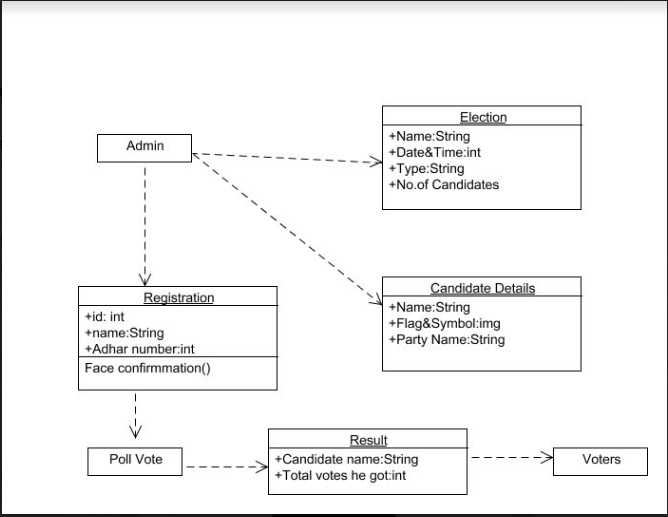 Admin
Election
+Name:String
+Date&Time:int
+Type:String
+No.of Candidates
Registration
+id: int
+name:String
+Adhar number:int
Face confirmmation()
Candidate Details
+Name:String
+Flag&Symbol:img
+Party Name:String
Poll Vote
Result
+Candidate name:String
+Total votes he got:int
Voters